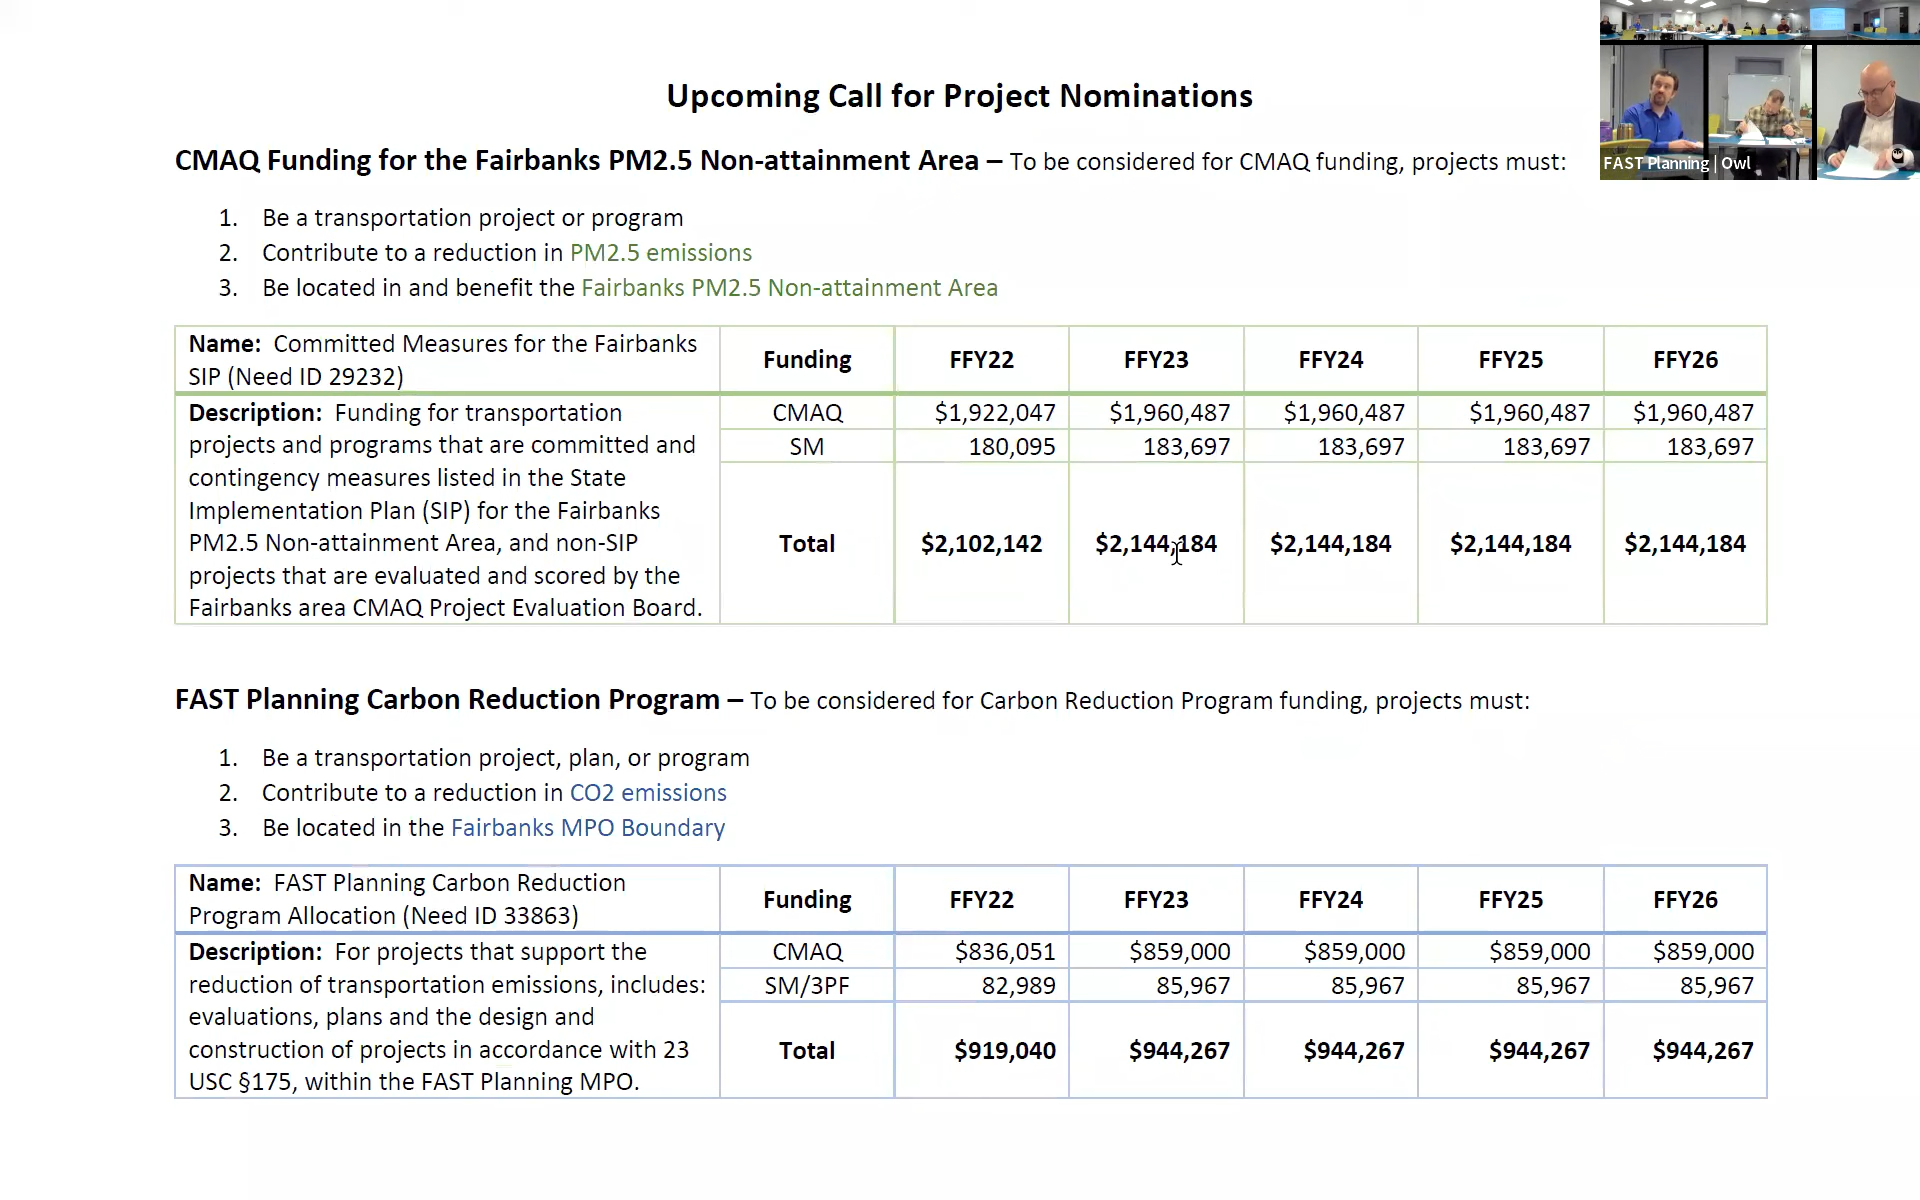 Upcoming Call for Project Nominations
CMAQ Funding for the Fairbanks PM2.5 Non-attainment Area – To be considered for CMAQ funding, projects must:
1. Be a transportation project or program
2. Contribute to a reduction in PM2.5 emissions
3. Be located in and benefit the Fairbanks PM2.5 Non-attainment Area
Name: Committed Measures for the Fairbanks
SIP (Need ID 29232)
Funding FFY22 FFY23 FFY24 FFY25 FFY26
Description: Funding for transportation
projects and programs that are committed and
contingency measures listed in the State
Implementation Plan (SIP) for the Fairbanks
PM2.5 Non-attainment Area, and non-SIP
projects that are evaluated and scored by the
Fairbanks area CMAQ Project Evaluation Board.
CMAQ $1,922,047 $1,960,487 $1,960,487 $1,960,487 $1,960,487
SM 180,095 183,697 183,697 183,697 183,697
Total $2,102,142 $2,144,184 $2,144,184 $2,144,184 $2,144,184
FAST Planning Carbon Reduction Program – To be considered for Carbon Reduction Program funding, projects must:
1. Be a transportation project, plan, or program
2. Contribute to a reduction in CO2 emissions
3. Be located in the Fairbanks MPO Boundary
Name: FAST Planning Carbon Reduction
Program Allocation (Need ID 33863)
Funding FFY22 FFY23 FFY24 FFY25 FFY26
Description: For projects that support the
reduction of transportation emissions, includes:
evaluations, plans and the design and
construction of projects in accordance with 23
USC §175, within the FAST Planning MPO.
CMAQ $836,051 $859,000 $859,000 $859,000 $859,000
SM/3PF 82,989 85,967 85,967 85,967 85,967
Total $919,040 $944,267 $944,267 $944,267 $944,267
FAST Planning | Owl